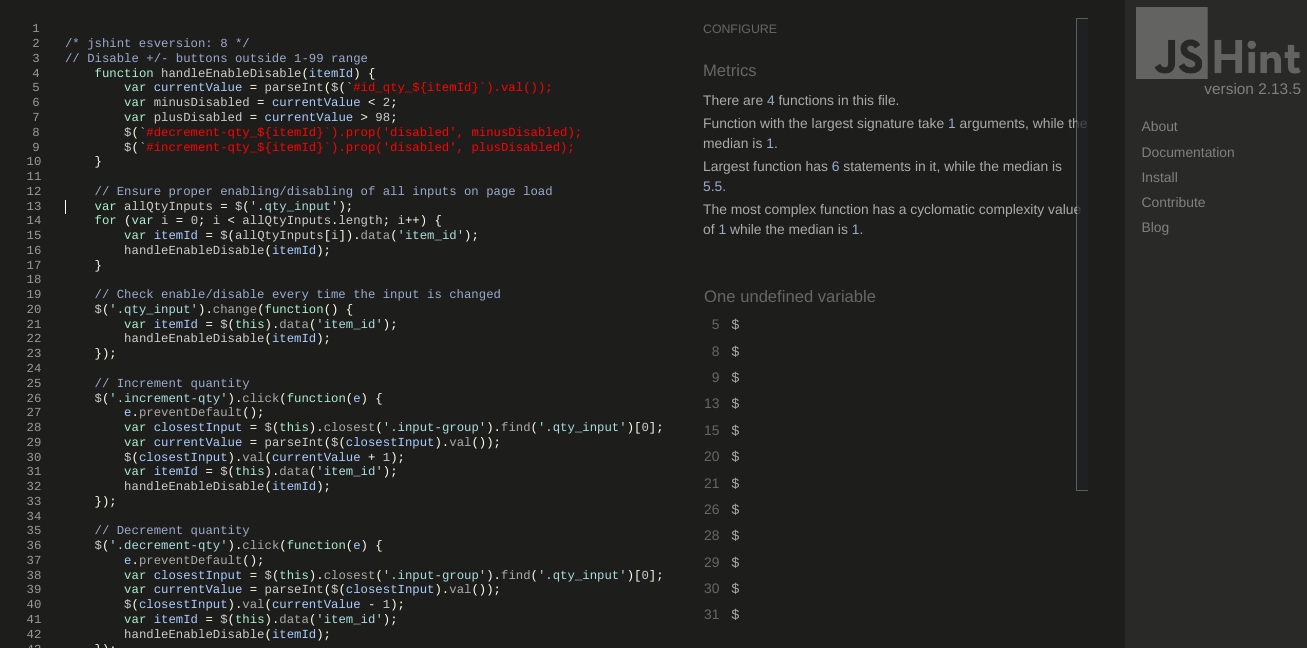 1
2 /* jshint esversion: 8 */
3 // Disable +/- buttons outside 1-99 range
4 function handleEnableDisable(itemId) {
5 var currentValue = parseInt($(`#id_qty_${itemId}`).val());
6 var minusDisabled = currentValue < 2;
7 var plusDisabled = currentValue > 98;
8 $(`#decrement-qty_${itemId}`).prop('disabled', minusDisabled);
9 $(`#increment-qty_${itemId}`).prop('disabled', plusDisabled);
10 }
11
12 // Ensure proper enabling/disabling of all inputs on page load
13 var allQtyInputs = $('.qty_input');
14 for (var i = 0; i < allQtyInputs.length; i++) {
15 var itemId = $(allQtyInputs[i]).data('item_id');
16 handleEnableDisable(itemId);
17 }
18
19 // Check enable/disable every time the input is changed
20 $('.qty_input').change(function() {
21 var itemId = $(this).data('item_id');
22 handleEnableDisable(itemId);
23 });
24
25 // Increment quantity
26 $('.increment-qty').click(function(e) {
27 e.preventDefault();
28 var closestInput = $(this).closest('.input-group').find('.qty_input')[0];
29 var currentValue = parseInt($(closestInput).val());
30 $(closestInput).val(currentValue + 1);
31 var itemId = $(this).data('item_id');
32 handleEnableDisable(itemId);
33 });
34
35 // Decrement quantity
36 $('.decrement-qty').click(function(e) {
37 e.preventDefault();
38 var closestInput = $(this).closest('.input-group').find('.qty_input')[0];
39 var currentValue = parseInt($(closestInput).val());
40 $(closestInput).val(currentValue - 1);
41 var itemId = $(this).data('item_id');
42 handleEnableDisable(itemId);
CONFIGURE
Metrics
There are 4 functions in this file.
Function with the largest signature take 1 arguments, while the
median is 1.
Largest function has 6 statements in it, while the median is
5.5.
The most complex function has a cyclomatic complexity value
of 1 while the median is 1.
One undefined variable
5 $
8 $
9 $
13 $
15 $
20 $
21 $
26 $
28 $
29 $
30 $
31 $
JSHint
version 2.13.5
About
Documentation
Install
Contribute
Blog